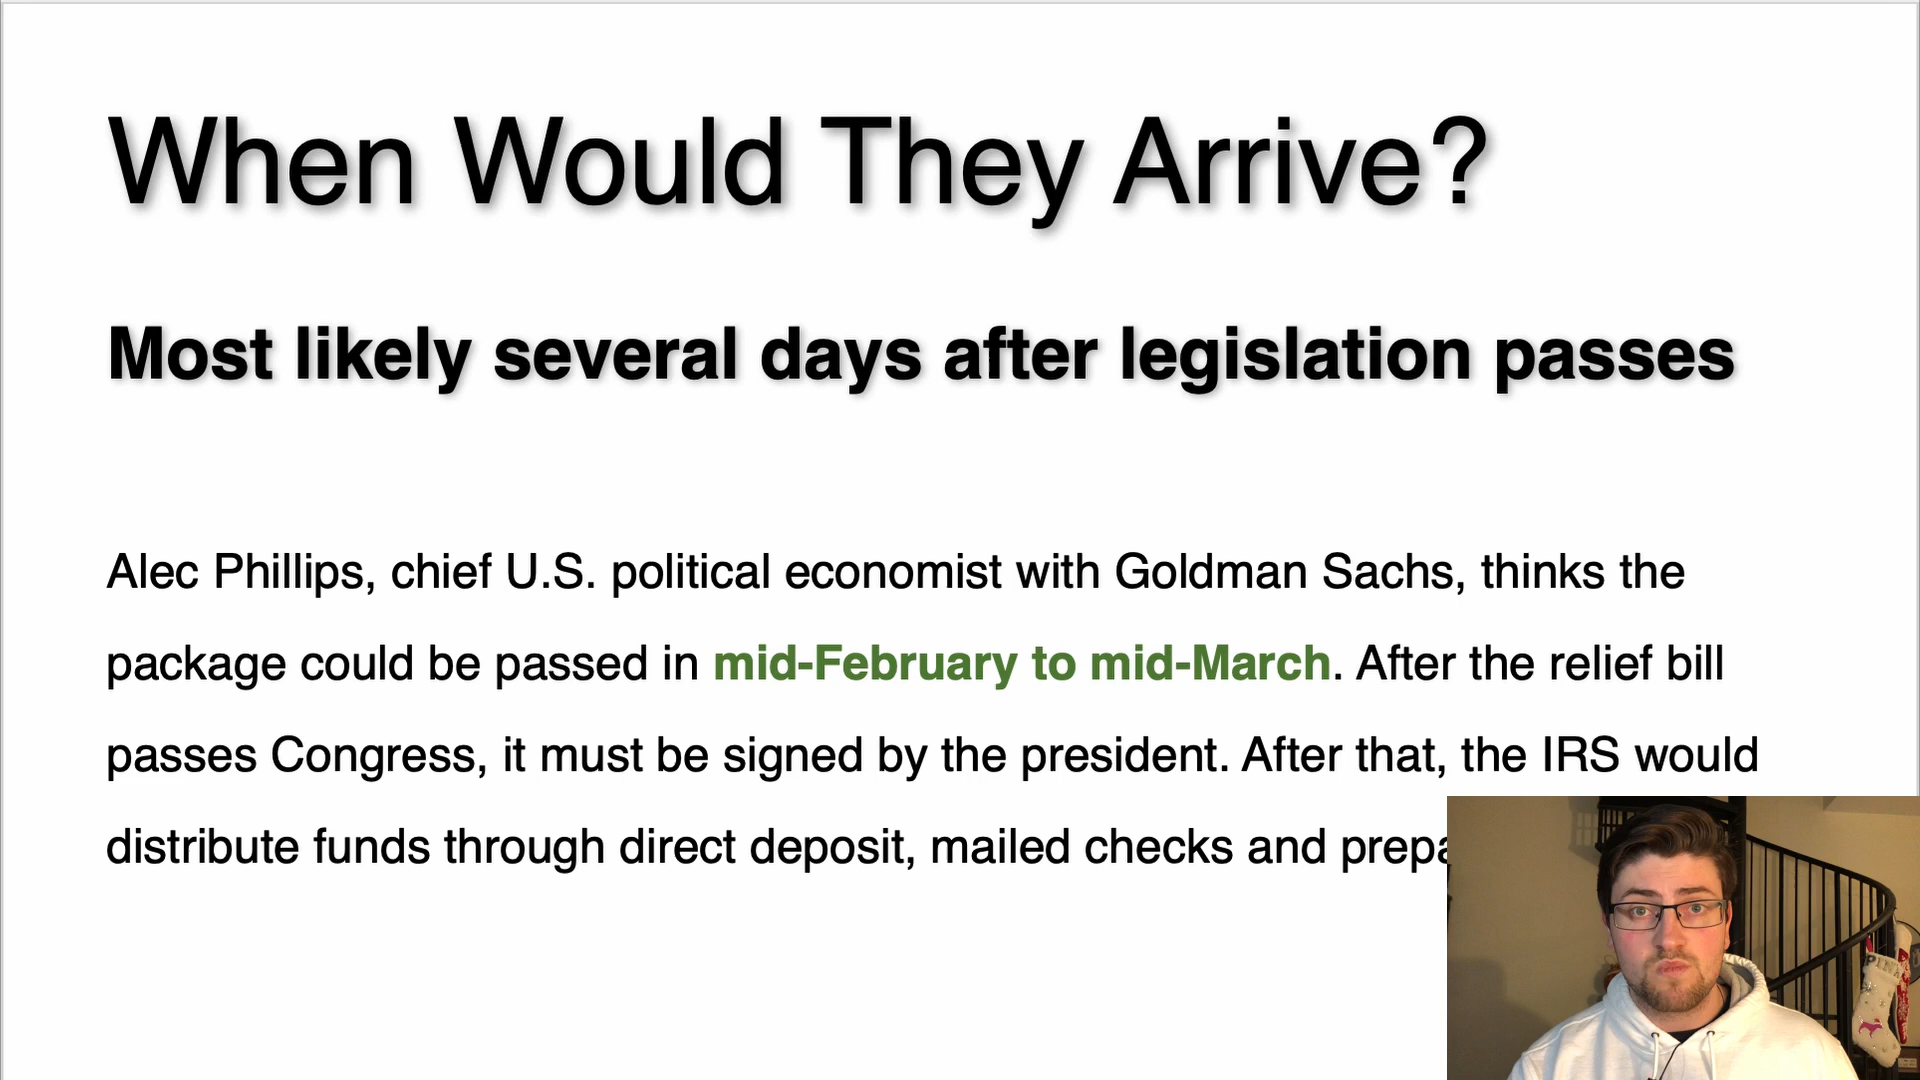 When Would They Arrive?
Most likely several days after legislation passes
Alec Phillips, chief U.S. political economist with Goldman Sachs, thinks the
package could be passed in mid-February to mid-March. After the relief bill
passes Congress, it must be signed by the president. After that, the IRS would
distribute funds through direct deposit, mailed checks and prepa